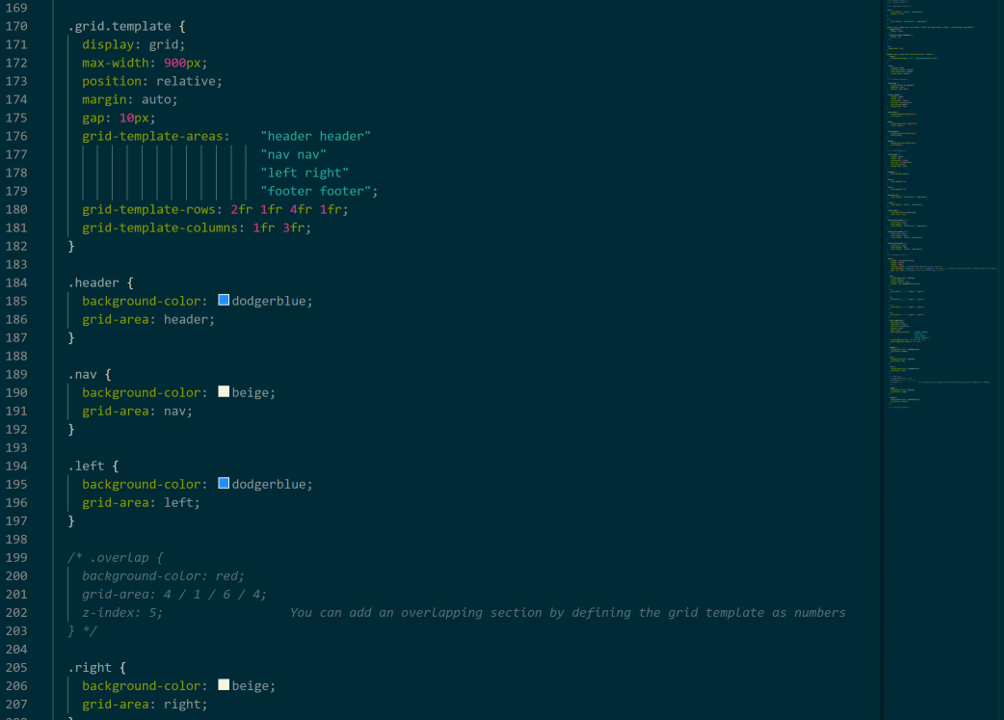 169
170 .grid.template {
171 display: grid;
172 max-width: 900px;
173 position: relative;
174 margin: auto;
175 gap: 10px;
176 grid-template-areas: "header header"
177 "nav nav"
178 "left right"
179 "footer footer";
180 grid-template-rows: 2fr 1fr 4fr 1fr;
181 grid-template-columns: 1fr 3fr;
182 }
183
184 .header {
185 background-color: dodgerblue;
186 grid-area: header;
187 }
188
189 .nav {
190 background-color: beige;
191 grid-area: nav;
192 }
193
194 .left {
195 background-color: dodgerblue;
196 grid-area: left;
197 }
198
199 /* .overlap {
200 background-color: red;
201 grid-area: 4 / 1 / 6 / 4;
202 z-index: 5; You can add an overlapping section by defining the grid template as numbers
203 } */
204
205 .right {
206 background-color: beige;
207 grid-area: right;